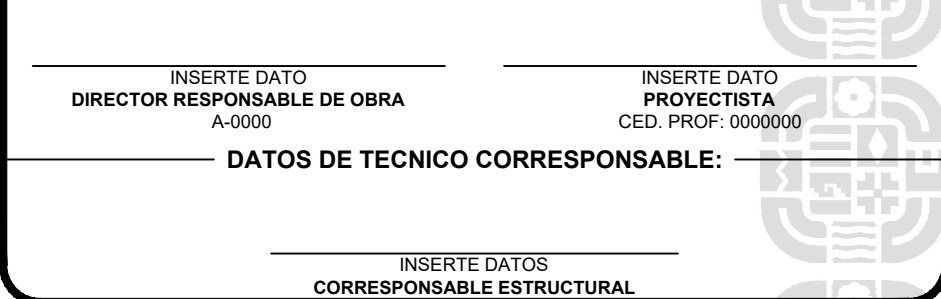 INSERTE DATO
DIRECTOR RESPONSABLE DE OBRA
A-0000
INSERTE DATO
PROYECTISTA
CED. PROF: 0000000
DATOS DE TECNICO CORRESPONSABLE:
INSERTE DATOS
CORRESPONSABLE ESTRUCTURAL